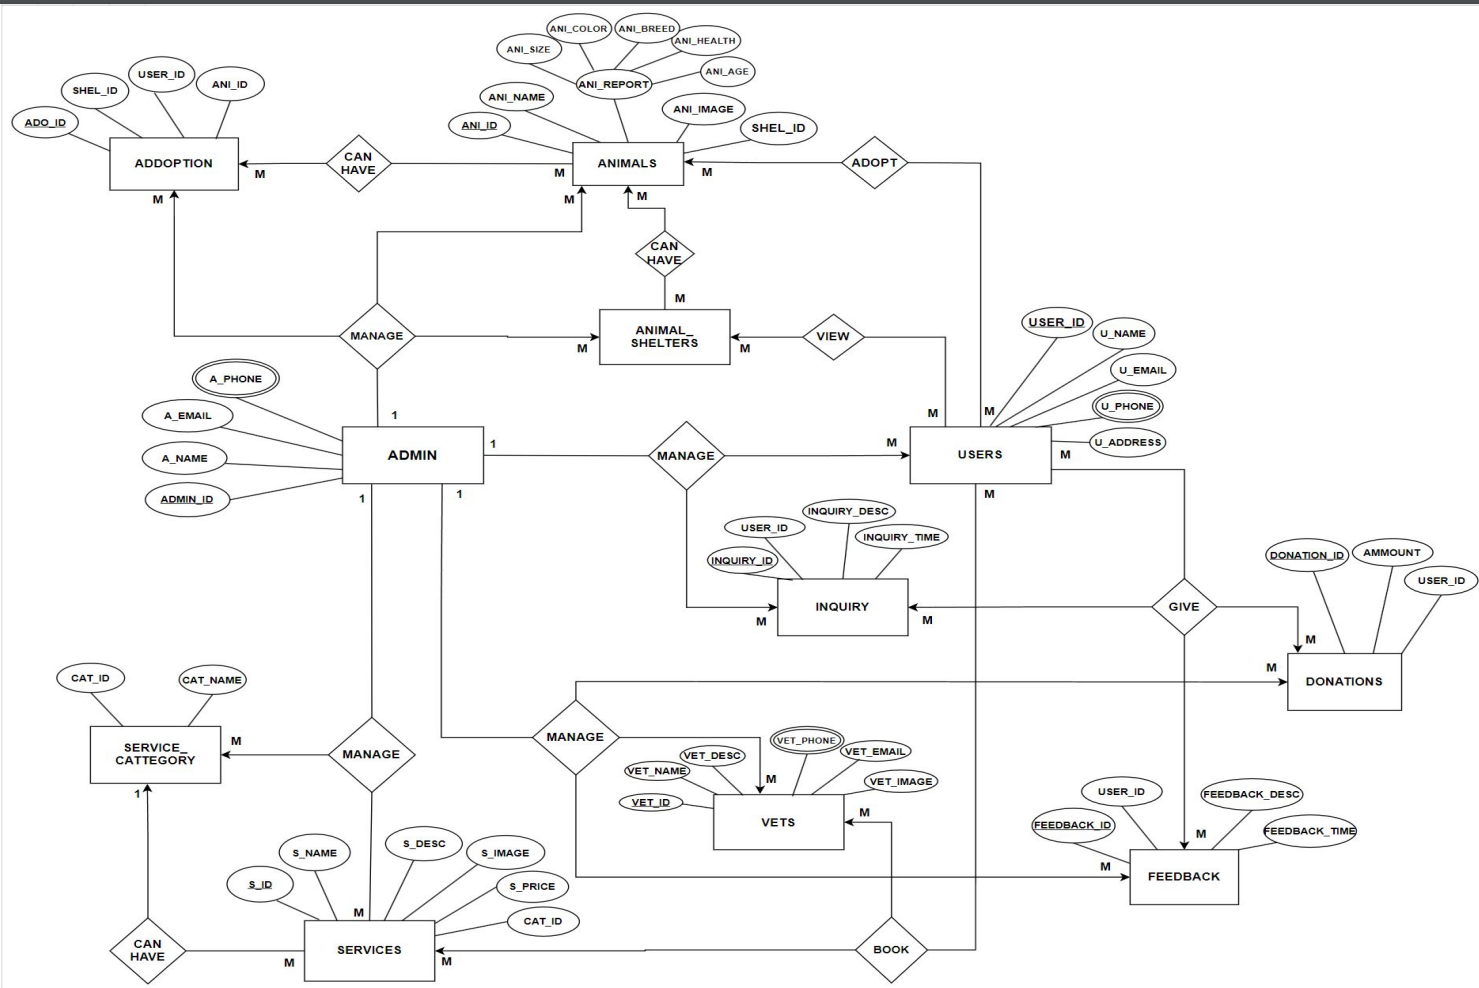 ANI_COLOR
ANI_BREED
ANI_SIZE
ANI_HEALTH
ANI_REPORT
ANI_AGE
USER_ID
SHEL_ID
ANI_ID
ADO_ID
ANI_NAME
ANI_ID
ANI_IMAGE
SHEL_ID
ADDOPTION
M
CAN
HAVE
M
ANIMALS
M
ADOPT
M
M
M
CAN
HAVE
M
MANAGE
M
ANIMAL_
SHELTERS
M
VIEW
USER_ID
U_NAME
U_EMAIL
U_PHONE
U_ADDRESS
A_PHONE
A_EMAIL
A_NAME
ADMIN_ID
1
ADMIN
1
1
1
MANAGE
M
M
M
USERS
M
M
INQUIRY_DESC
USER_ID
INQUIRY_TIME
INQUIRY_ID
INQUIRY
M
M
GIVE
DONATION_ID
AMMOUNT
USER_ID
M
M
DONATIONS
CAT_ID
CAT_NAME
SERVICE_
CATTEGORY
M
1
MANAGE
MANAGE
VET_PHONE
VET_DESC
VET_EMAIL
VET_NAME
VET_IMAGE
VET_ID
M
VETS
M
USER_ID
FEEDBACK_DESC
FEEDBACK_ID
FEEDBACK_TIME
M
M
FEEDBACK
S_NAME
S_DESC
S_IMAGE
S_ID
S_PRICE
CAT_ID
M
CAN
HAVE
M
SERVICES
M
BOOK